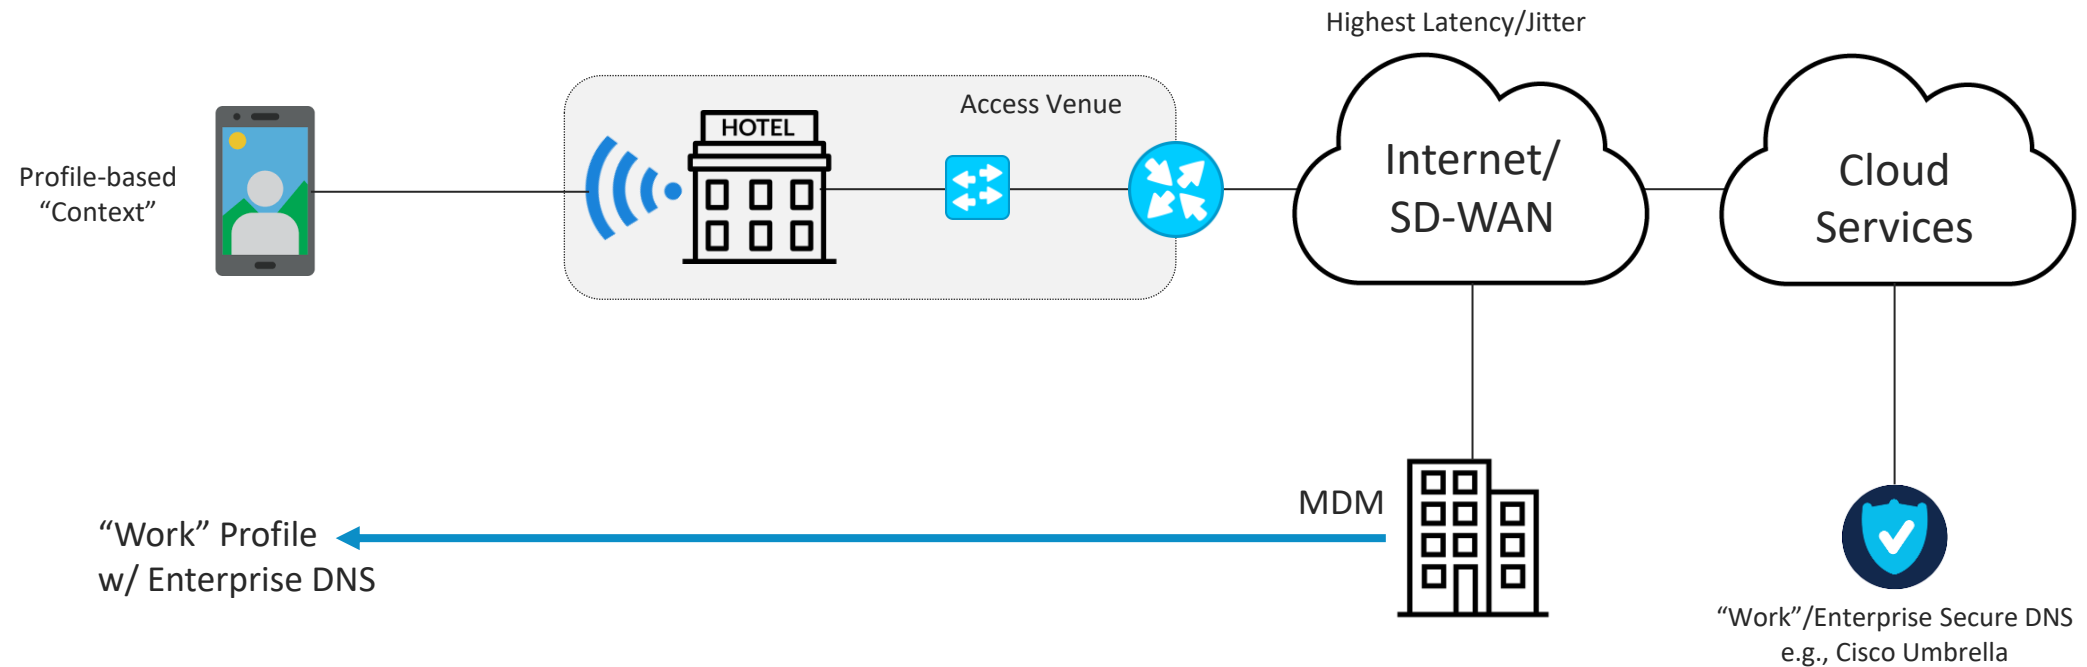 Highest Latency/Jitter
Access Venue
HOTEL
Profile-based
“Context”
Internet/
SD-WAN
Cloud
Services
MDM
“Work” Profile
w/ Enterprise DNS
“Work”/Enterprise Secure DNS
e.g., Cisco Umbrella